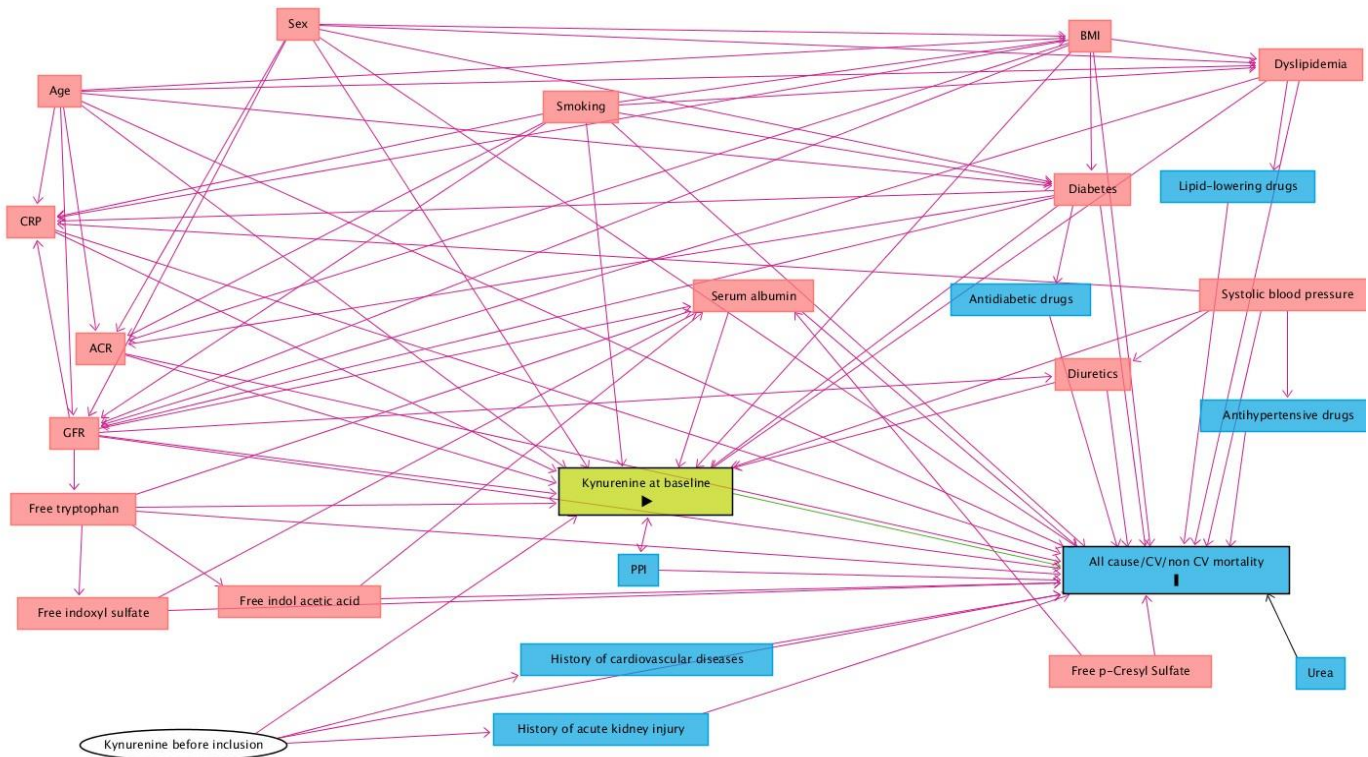 Sex
BMI
Dyslipidemia
Age
Smoking
Lipid-lowering drugs
Diabetes
CRP
Serum albumin
Antidiabetic drugs
Systolic blood pressure
ACR
Diuretics
Antihypertensive drugs
GFR
Kynurenine at baseline
Free tryptophan
PPI
All cause/CV/non CV mortality
Free indoxyl sulfate
Free indol acetic acid
History of cardiovascular diseases
Free p-Cresyl Sulfate
Urea
History of acute kidney injury
Kynurenine before inclusion